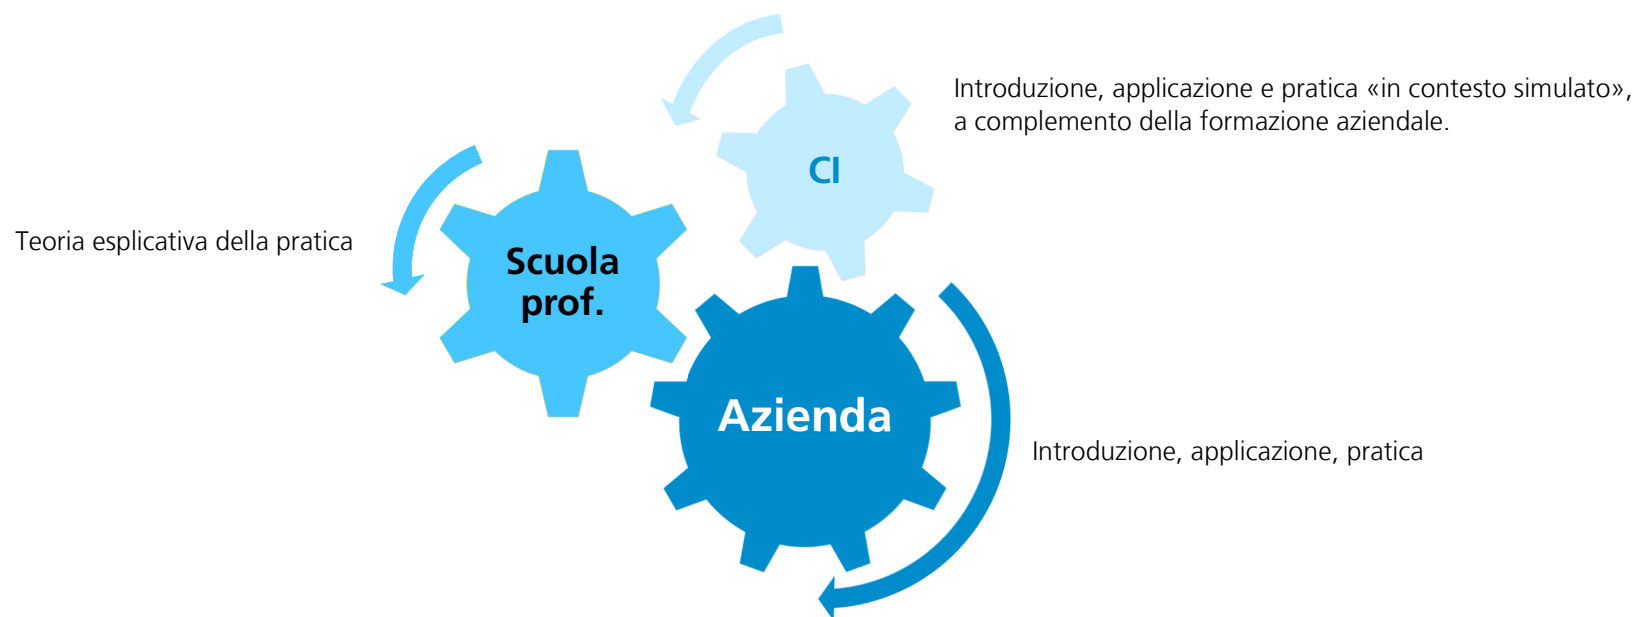 Introduzione, applicazione e pratica «in contesto simulato»,
a complemento della formazione aziendale.
CI
Teoria esplicativa della pratica
Scuola
prof.
Azienda
Introduzione, applicazione, pratica